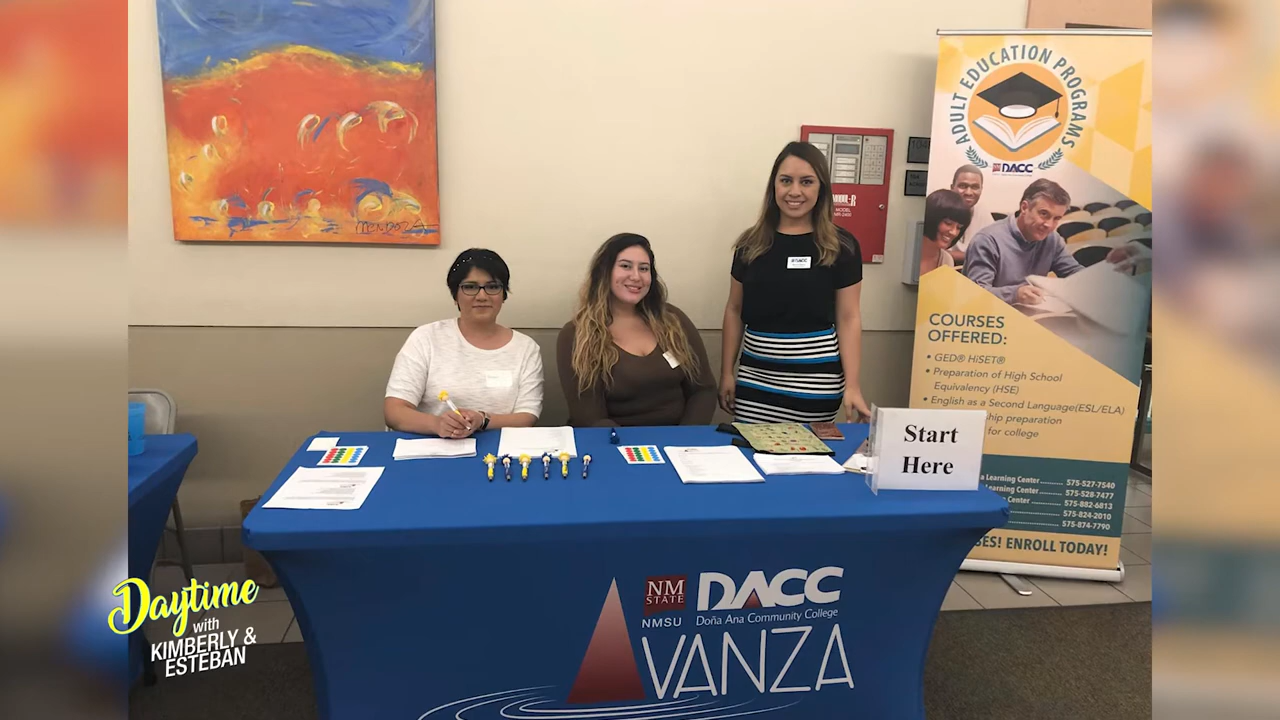 MENDOZA
MODEL
ADULT EDUCATION PROGRAMS
DACC
COURSES
OFFERED:
• GED® HiSET®
• Preparation of High School
Equivalency (HSE)
• English as a Second Language(ESL/ELA)
preparation
for college
Learning Center 575-527-7540
Learning Center 575-528-7477
Center 575-882-6813
575-824-2010
575-874-7790
ENROLL TODAY!
Start
Here
NM
STATE
DACC
NMSU Doña Ana Community College
AVANZA
Daytime
with
KIMBERLY &
ESTEBAN